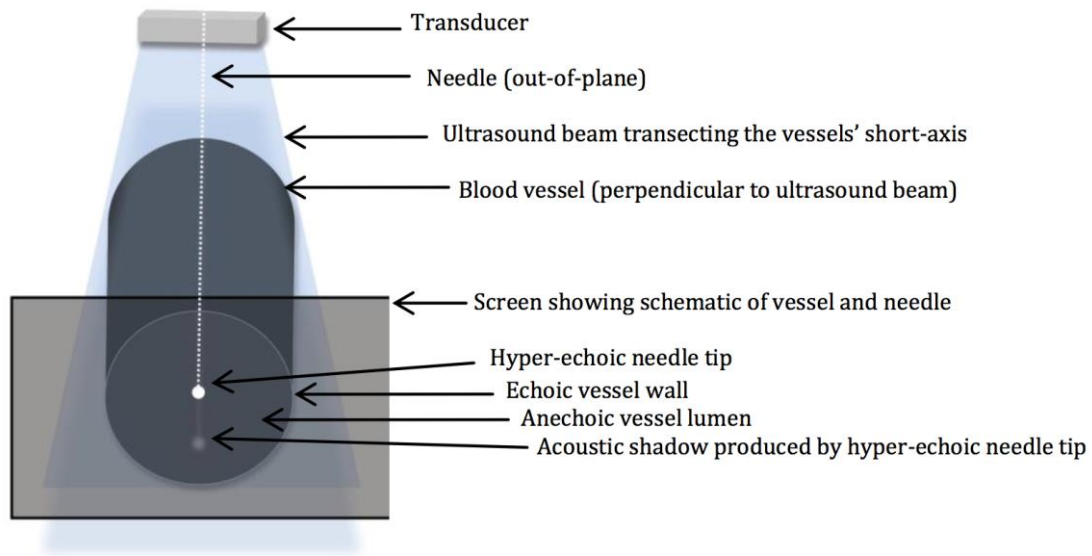 Transducer
Needle (out-of-plane)
Ultrasound beam transecting the vessels’ short-axis
Blood vessel (perpendicular to ultrasound beam)
Screen showing schematic of vessel and needle
Hyper-echoic needle tip
Echoic vessel wall
Anechoic vessel lumen
Acoustic shadow produced by hyper-echoic needle tip